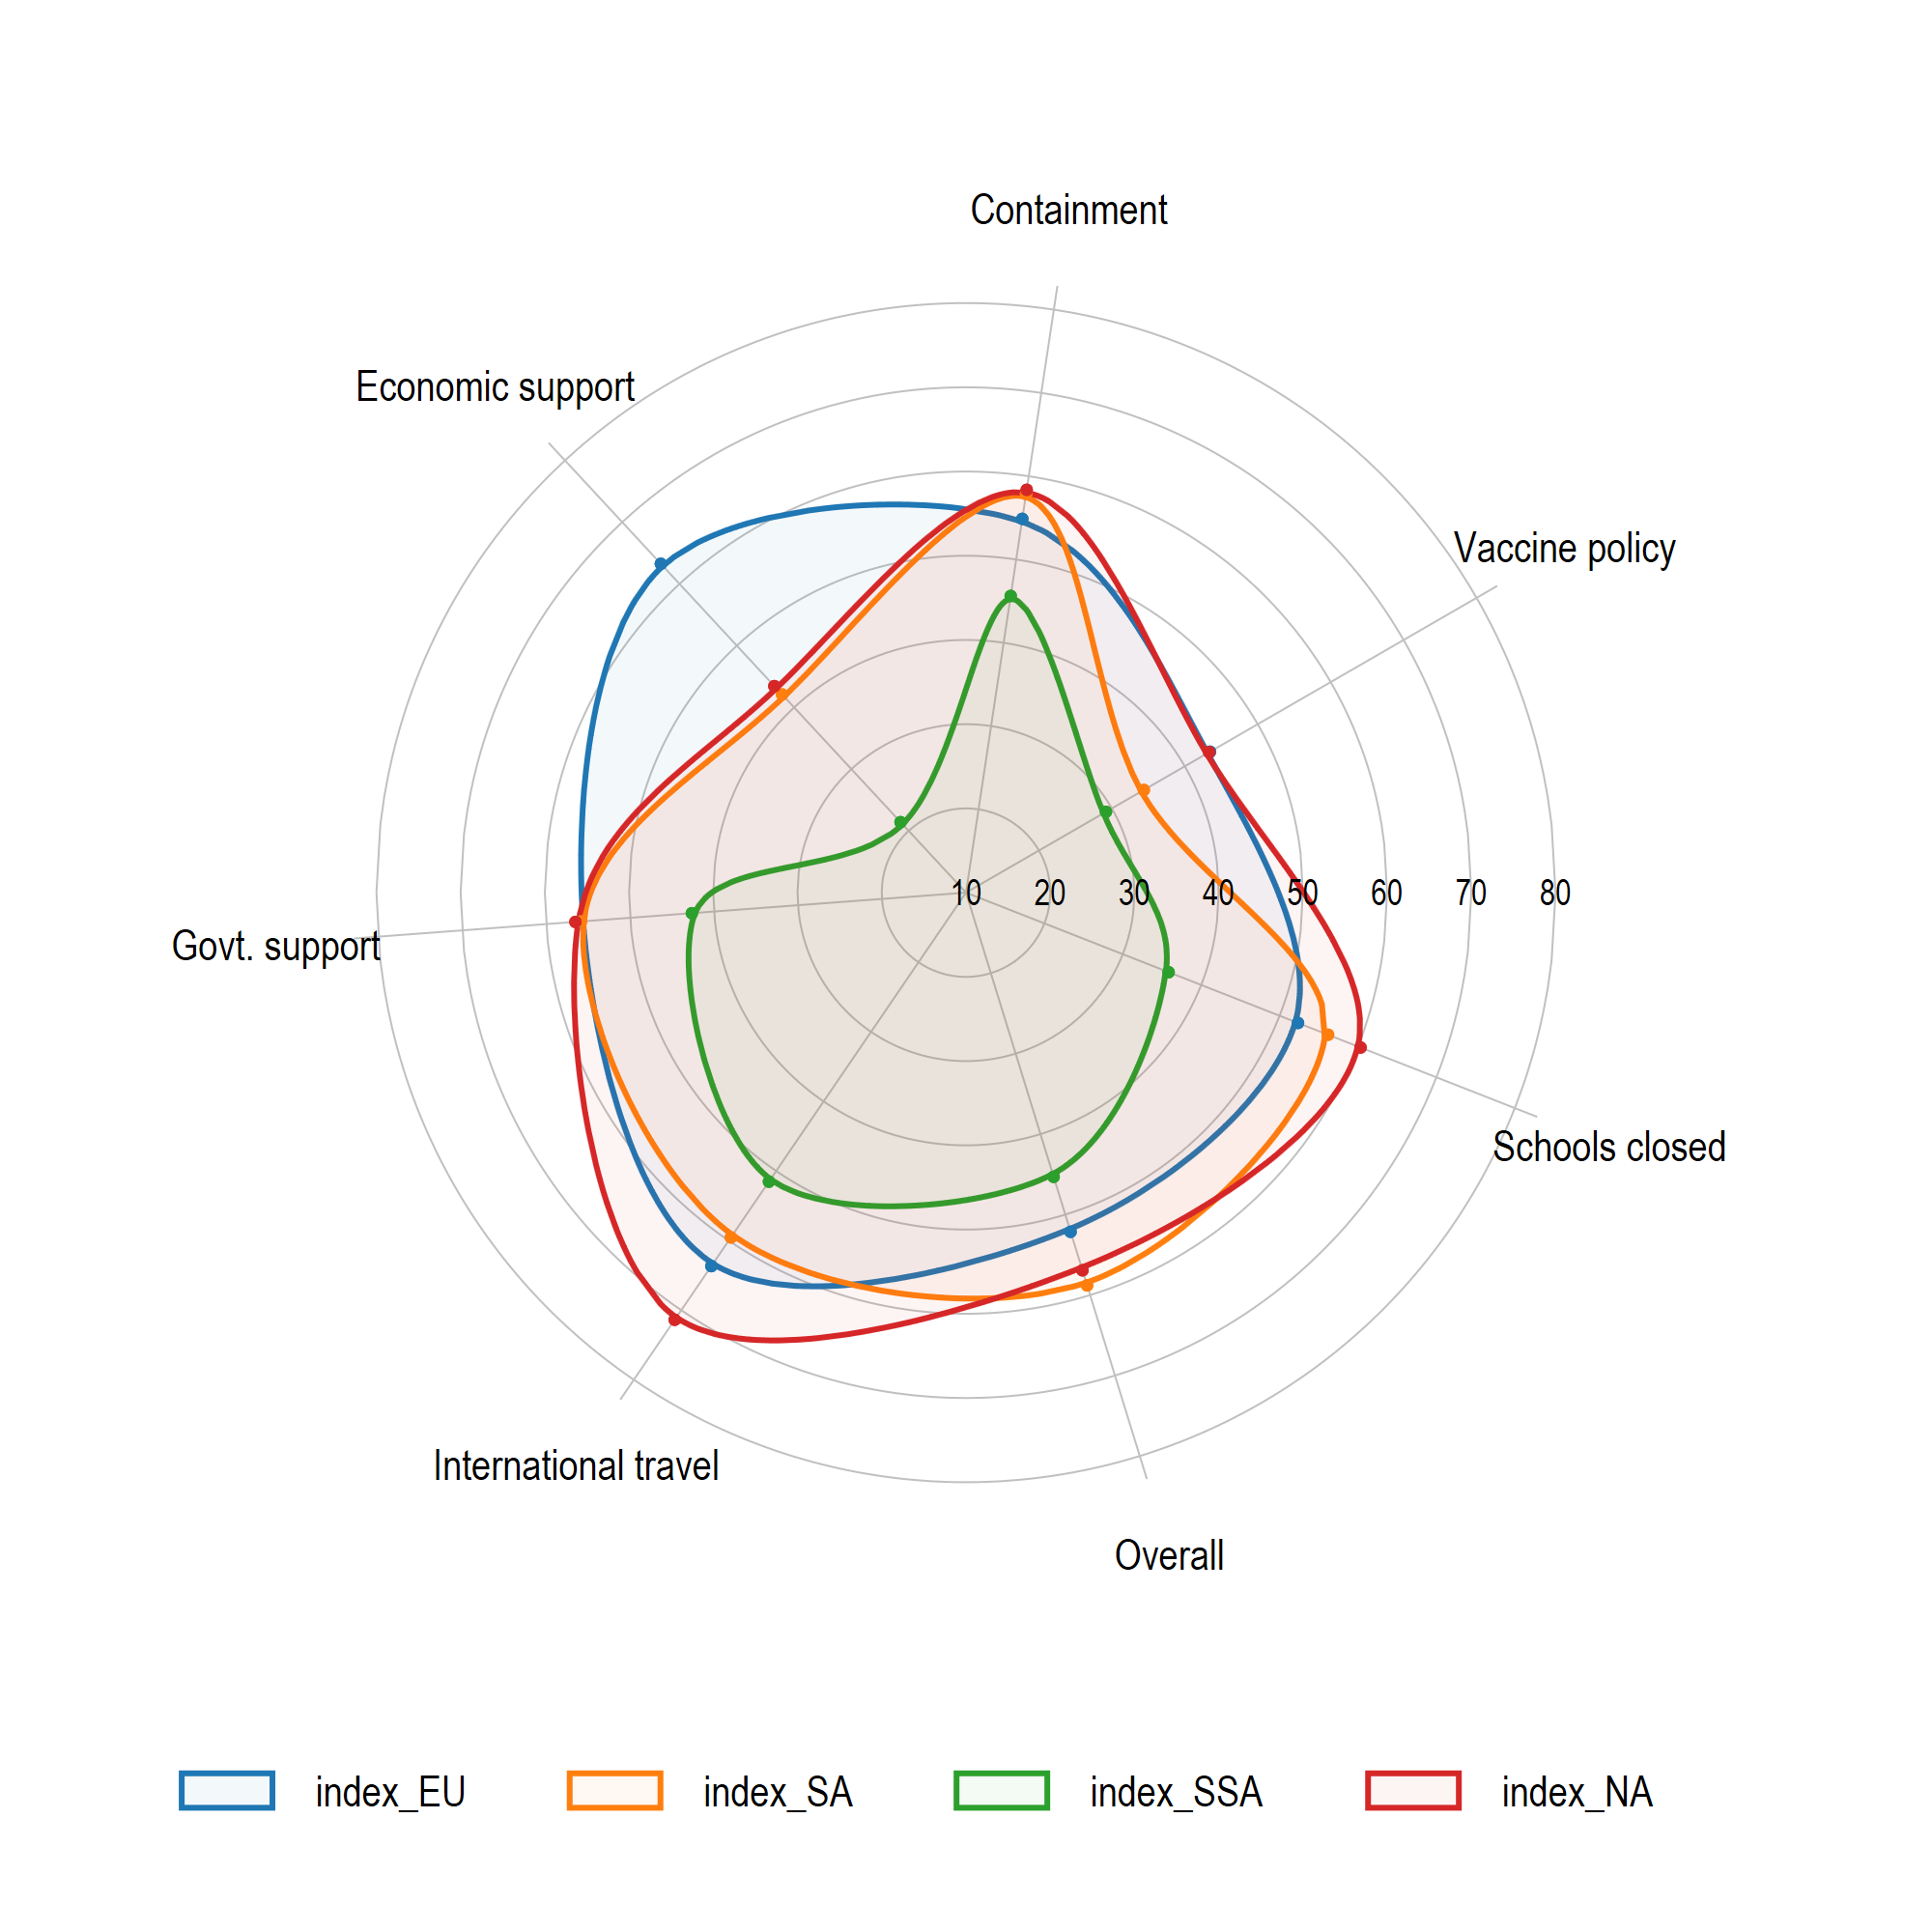 Containment
Economic support
Vaccine policy
10 20 30 40 50 60 70 80
Govt. support
Schools closed
International travel
Overall
index_EU index_SA index_SSA index_NA